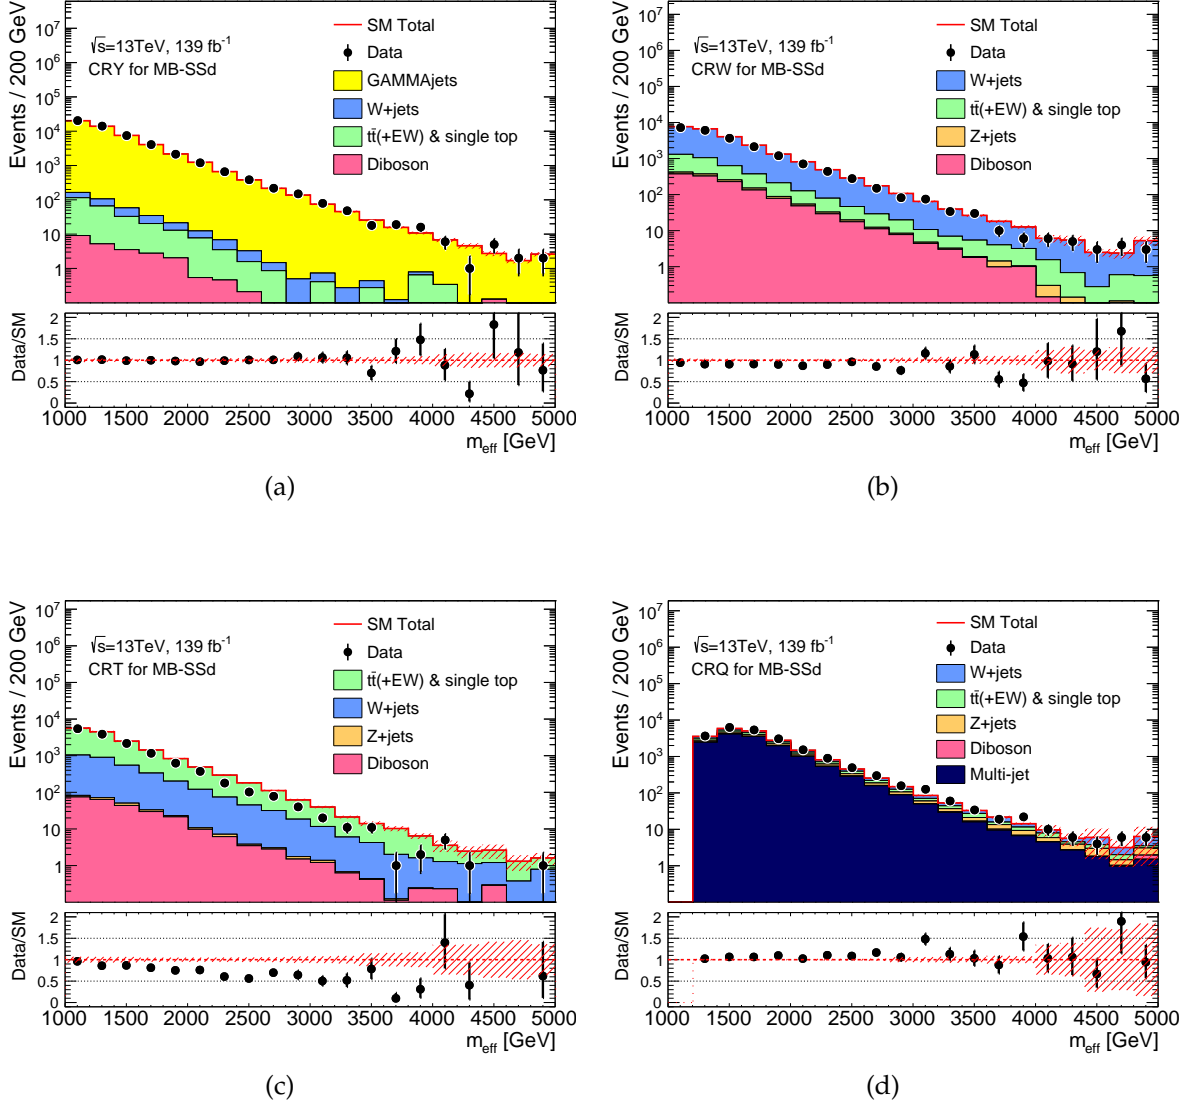 Events / 200 GeV
10⁷
10⁶
10⁵
10⁴
10³
10²
10
1
√s=13TeV, 139 fb⁻¹
CRY for MB-SSd
SM Total
Data
GAMMAjets
W+jets
tt̄(+EW) & single top
Diboson
Data/SM
2
1.5
1
0.5
0
1000 1500 2000 2500 3000 3500 4000 4500 5000
m_eff [GeV]
(a)
Events / 200 GeV
10⁷
10⁶
10⁵
10⁴
10³
10²
10
1
√s=13TeV, 139 fb⁻¹
CRW for MB-SSd
SM Total
Data
W+jets
tt̄(+EW) & single top
Z+jets
Diboson
Data/SM
2
1.5
1
0.5
0
1000 1500 2000 2500 3000 3500 4000 4500 5000
m_eff [GeV]
(b)
Events / 200 GeV
10⁷
10⁶
10⁵
10⁴
10³
10²
10
1
√s=13TeV, 139 fb⁻¹
CRT for MB-SSd
SM Total
Data
tt̄(+EW) & single top
W+jets
Z+jets
Diboson
Data/SM
2
1.5
1
0.5
0
1000 1500 2000 2500 3000 3500 4000 4500 5000
m_eff [GeV]
(c)
Events / 200 GeV
10⁷
10⁶
10⁵
10⁴
10³
10²
10
1
√s=13TeV, 139 fb⁻¹
CRQ for MB-SSd
SM Total
Data
W+jets
tt̄(+EW) & single top
Z+jets
Diboson
Multi-jet
Data/SM
2
1.5
1
0.5
0
1000 1500 2000 2500 3000 3500 4000 4500 5000
m_eff [GeV]
(d)